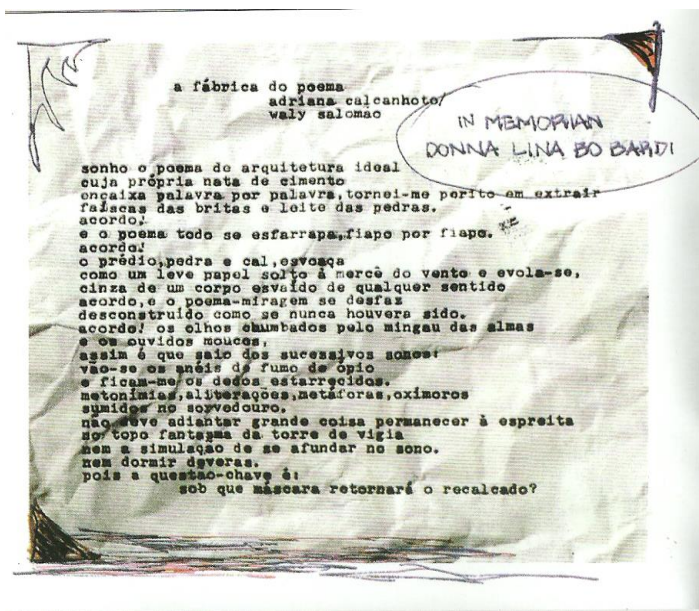 a fábrica do poema
adriana calcanhoto/
waly salomão
IN MEMORIAN
DONNA LINA BO BARDI
sonho o poema de arquitetura ideal
cuja própria nata de cimento
encaixa palavra por palavra,tornei-me perito em extrair
faíscas das britas e leite das pedras.
acordo!
e o poema todo se esfarrapa,fiapo por fiapo.
acordo!
o prédio,pedra e cal,esvoaça
como um leve papel solto à mercê do vento e evola-se,
cinza de um corpo esvaído de qualquer sentido
acordo,e o poema-miragem se desfaz
desconstruído como se nunca houvera sido.
acordo! os olhos chumbados pelo mingau das almas
e os ouvidos moucos,
assim é que saio dos sucessivos sonos:
vão-se os anéis de fumo de ópio
e ficam-me os dedos estarrecidos.
metonímias,aliterações,metáforas,oxímoros
sumidos no sorvedouro.
não deve adiantar grande coisa permanecer à espreita
no topo fantasma da torre de vigia
nem a simulação de se afundar no sono.
nem dormir deveras.
pois a questão-chave é:
sob que máscara retornará o recalcado?